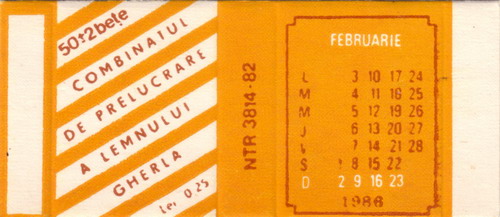 50±2 bețe
COMBINATUL
DE PRELUCRARE
A LEMNULUI
GHERLA
Lei 0,25
NTR 3814-82
FEBRUARIE
L 3 10 17 24
M 4 11 18 25
M 5 12 19 26
J 6 13 20 27
V 7 14 21 28
S 1 8 15 22
D 2 9 16 23
1986